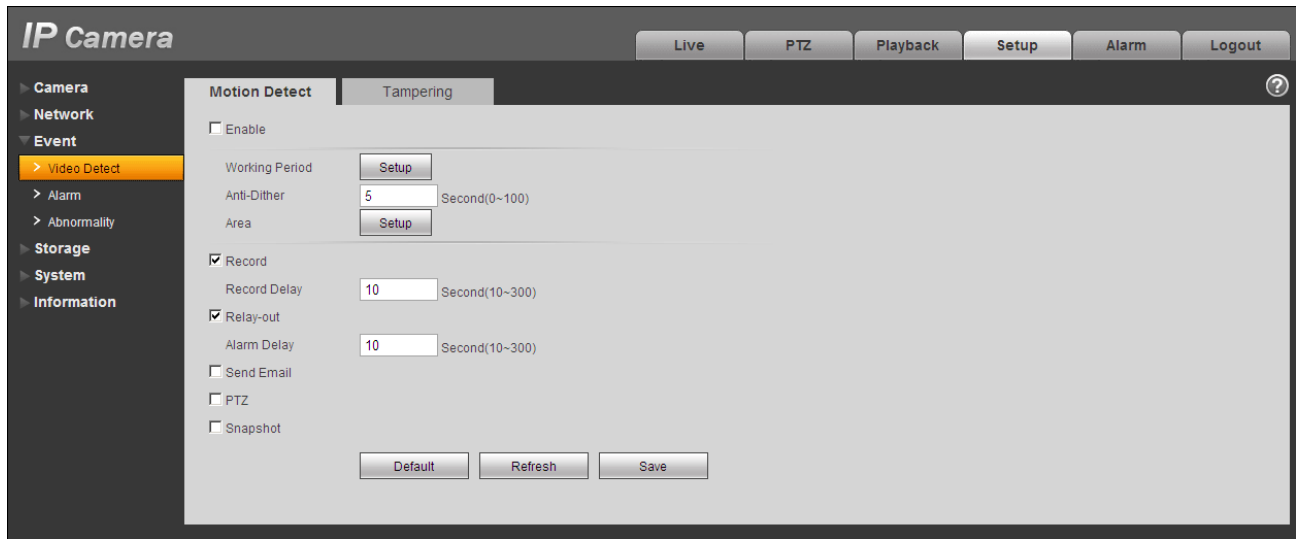 IP Camera
Live PTZ Playback Setup Alarm Logout
Camera
Network
Event
> Video Detect
> Alarm
> Abnormality
Storage
System
Information
Motion Detect Tampering
?
Enable
Working Period Setup
Anti-Dither 5 Second(0~100)
Area Setup
Record
Record Delay 10 Second(10~300)
Relay-out
Alarm Delay 10 Second(10~300)
Send Email
PTZ
Snapshot
Default Refresh Save